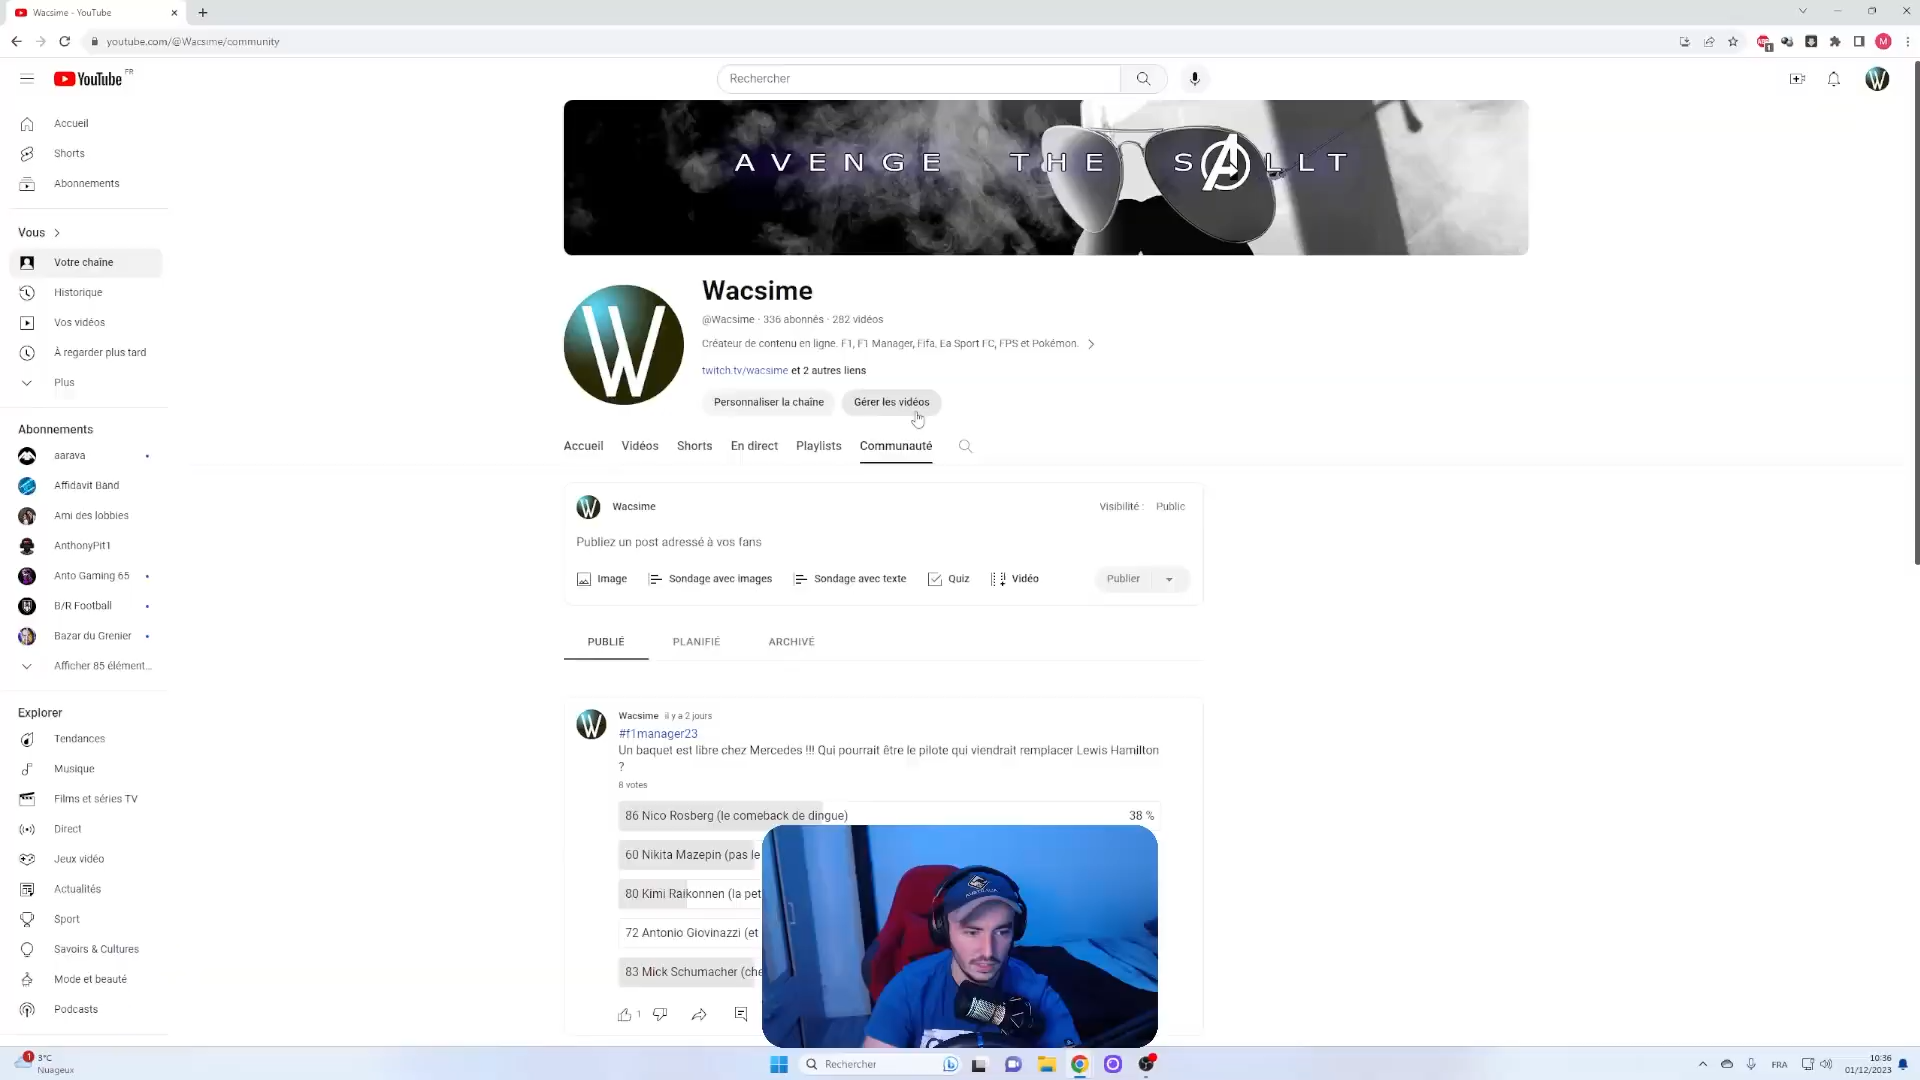 Wacsime - YouTube
youtube.com/@Wacsime/community
YouTube FR
Rechercher
Accueil
Shorts
Abonnements
Vous
Votre chaîne
Historique
Vos vidéos
À regarder plus tard
Plus
Abonnements
aarava
Affidavit Band
Ami des lobbies
AnthonyPit1
Anto Gaming 65
B/R Football
Bazar du Grenier
Afficher 85 élément...
Explorer
Tendances
Musique
Films et séries TV
Direct
Jeux vidéo
Actualités
Sport
Savoirs & Cultures
Mode et beauté
Podcasts
AVENGE THE SALLT
Wacsime
@Wacsime · 336 abonnés · 282 vidéos
Créateur de contenu en ligne. F1, F1 Manager, Fifa, Ea Sport FC, FPS et Pokémon.
twitch.tv/wacsime et 2 autres liens
Personnaliser la chaîne Gérer les vidéos
Accueil Vidéos Shorts En direct Playlists Communauté
Wacsime Visibilité : Public
Publiez un post adressé à vos fans
Image Sondage avec images Sondage avec texte Quiz Vidéo Publier
PUBLIÉ PLANIFIÉ ARCHIVÉ
Wacsime il y a 2 jours
#f1manager23
Un baquet est libre chez Mercedes !!! Qui pourrait être le pilote qui viendrait remplacer Lewis Hamilton
?
8 votes
86 Nico Rosberg (le comeback de dingue) 38 %
60 Nikita Mazepin (pas le
80 Kimi Raikonnen (la pet
72 Antonio Giovinazzi (et
83 Mick Schumacher (che
1
AUSTRALIA
1 3°C
Nuageux
Rechercher
FRA
10:36
01/12/2023